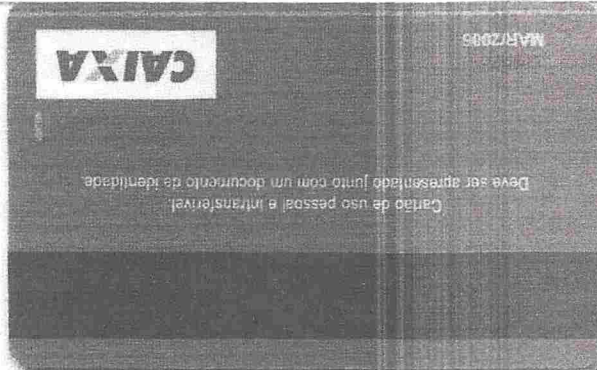 Cartão de uso pessoal e intransferível.
Deve ser apresentado junto com um documento de identidade.
CAIXA
MAR/2006